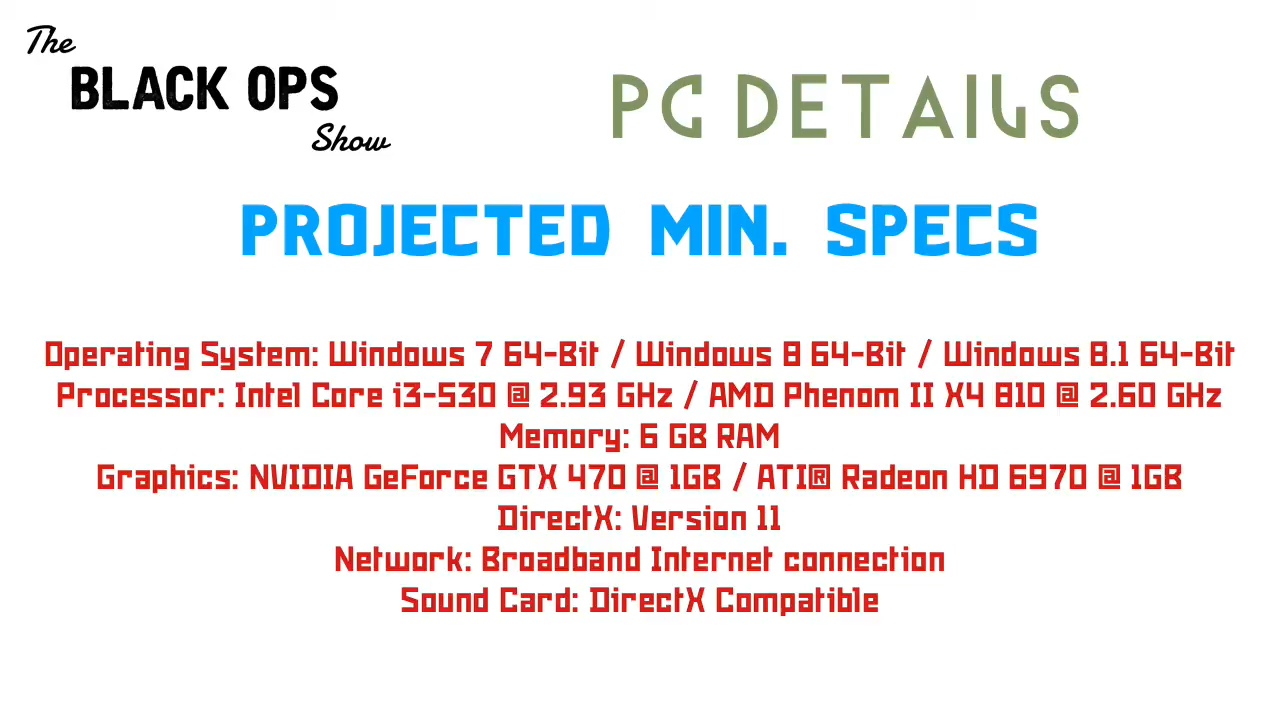 The
BLACK OPS
Show
PC DETAILS
PROJECTED MIN. SPECS
Operating System: Windows 7 64-Bit / Windows 8 64-Bit / Windows 8.1 64-Bit
Processor: Intel Core i3-530 @ 2.93 GHz / AMD Phenom II X4 810 @ 2.60 GHz
Memory: 6 GB RAM
Graphics: NVIDIA GeForce GTX 470 @ 1GB / ATI® Radeon HD 6970 @ 1GB
DirectX: Version 11
Network: Broadband Internet connection
Sound Card: DirectX Compatible